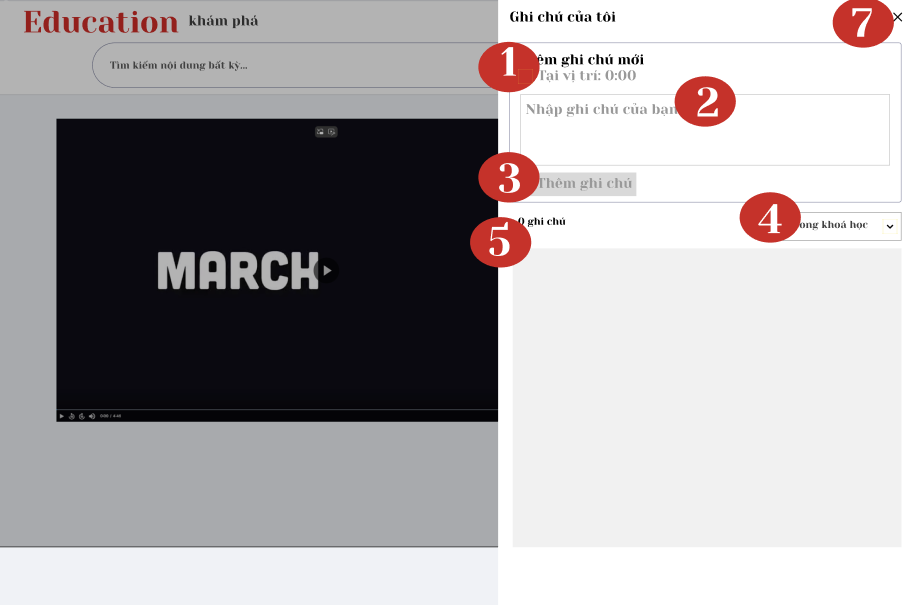 Education khám phá
Tìm kiếm nội dung bất kỳ...
MARCH
0:00 / 4:46
Ghi chú của tôi
7
1
êm ghi chú mới
Tại vị trí: 0:00
Nhập ghi chú của bạn
2
3
Thêm ghi chú
0 ghi chú
4
ong khoá học
5